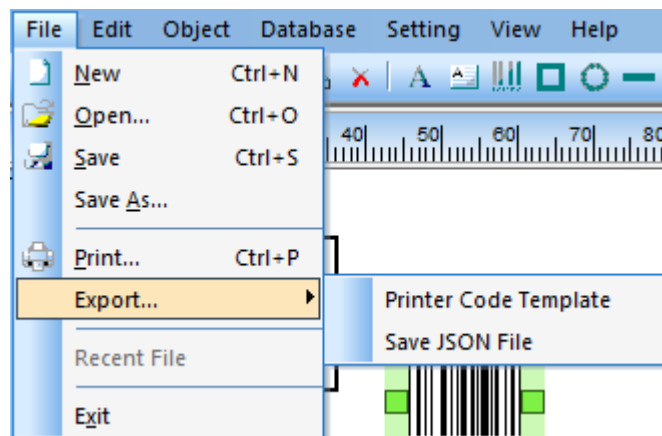 File Edit Object Database Setting View Help
New Ctrl+N
Open... Ctrl+O
Save Ctrl+S
40 50 60 70 80
Save As...
Print... Ctrl+P
Export...
Printer Code Template
Save JSON File
Recent File
Exit